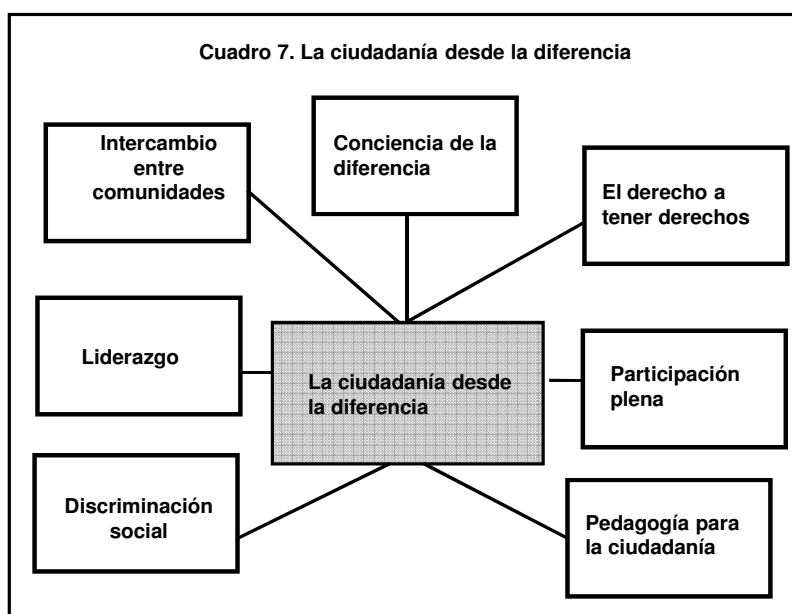 Cuadro 7. La ciudadanía desde la diferencia
Intercambio
entre
comunidades
Conciencia de la
diferencia
El derecho a
tener derechos
Liderazgo
La ciudadanía desde
la diferencia
Participación
plena
Discriminación
social
Pedagogía para
la ciudadanía